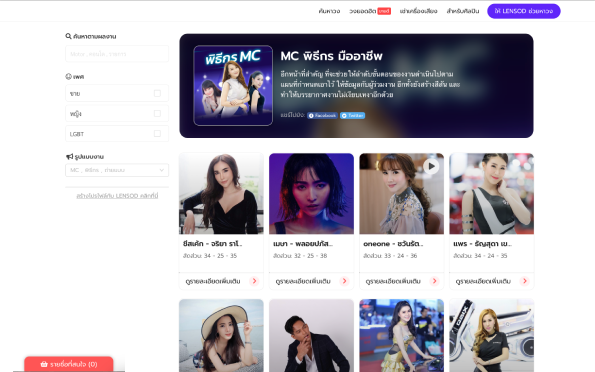 ค้นหาวง
วงยอดฮิต
เช่าเครื่องเสียง
สำหรับศิลปิน
ให้ LENSOD ช่วยหาวง
ค้นหาตามผลงาน
เพศ
ชาย
หญิง
LGBT
รูปแบบงาน
MC , พิธีกร , ถ่ายแบบ
สร้างโปรไฟล์กับ LENSOD คลิกที่นี่
พิธีกร MC
MC พิธีกร มืออาชีพ
อีกหน้าที่สำคัญ ที่จะช่วยให้ลำดับขั้นตอนของงานดำเนินไปตาม
แผนที่กำหนดเอาไว้ ให้ข้อมูลกับผู้ร่วมงาน อีกทั้งยังสร้างสีสัน และ
ทำให้บรรยากาศงานไม่เงียบเหงาอีกด้วย
แชร์ไปยัง:
Facebook
Twitter
ซีสเค้ก - อริยา ราโ...
สัดส่วน: 34 - 25 - 35
ดูรายละเอียดเพิ่มเติม
เมษา - พลอยปภัส...
สัดส่วน: 32 - 25 - 38
ดูรายละเอียดเพิ่มเติม
oneone - ชวันรัต...
สัดส่วน: 33 - 24 - 36
ดูรายละเอียดเพิ่มเติม
แพร - ธัญสุตา เข...
สัดส่วน: 34 - 24 - 35
ดูรายละเอียดเพิ่มเติม
รายชื่อที่สนใจ (0)